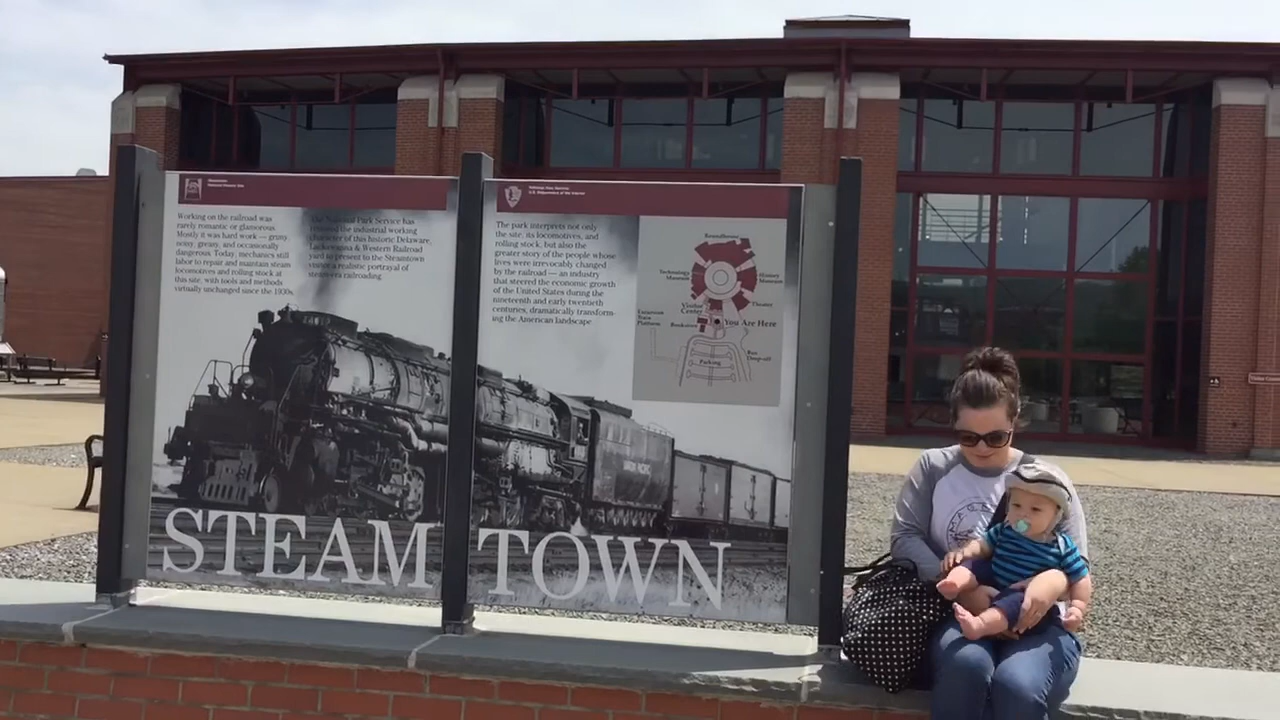 Steamtown
National Historic Site
Working on the railroad was
rarely romantic or glamorous.
Mostly it was hard work — grimy,
noisy, greasy, and occasionally
dangerous. Today, mechanics still
labor to repair and maintain steam
locomotives and rolling stock at
this site, with tools and methods
virtually unchanged since the 1930s.
The National Park Service has
the industrial working
character of this historic Delaware,
Lackawanna & Western Railroad
yard to present to the Steamtown
visitor a realistic portrayal of
steam-era railroading.
National Park Service
U.S. Department of the Interior
The park interprets not only
the site, its locomotives, and
rolling stock, but also the
greater story of the people whose
lives were irrevocably changed
by the railroad — an industry
that steered the economic growth
of the United States during the
nineteenth and early twentieth
centuries, dramatically transform-
ing the American landscape.
Roundhouse
Technology
Museum
History
Museum
Visitor
Center
Theater
Bookstore
You Are Here
Excursion
Train
Platform
Bus
Drop-off
Parking
UNION PACIFIC
STEAM TOWN